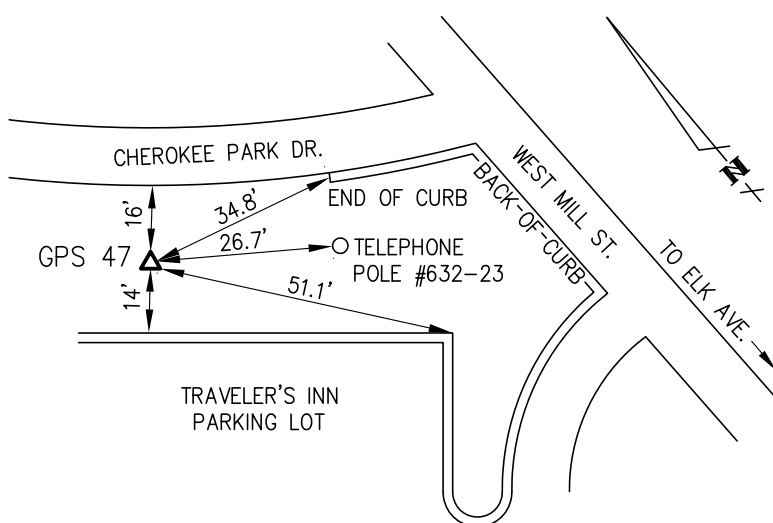 CHEROKEE PARK DR.
WEST MILL ST.
N
BACK-OF-CURB
END OF CURB
34.8'
16'
26.7'
GPS 47
TELEPHONE
POLE #632-23
TO ELK AVE.
51.1'
14'
TRAVELER'S INN
PARKING LOT